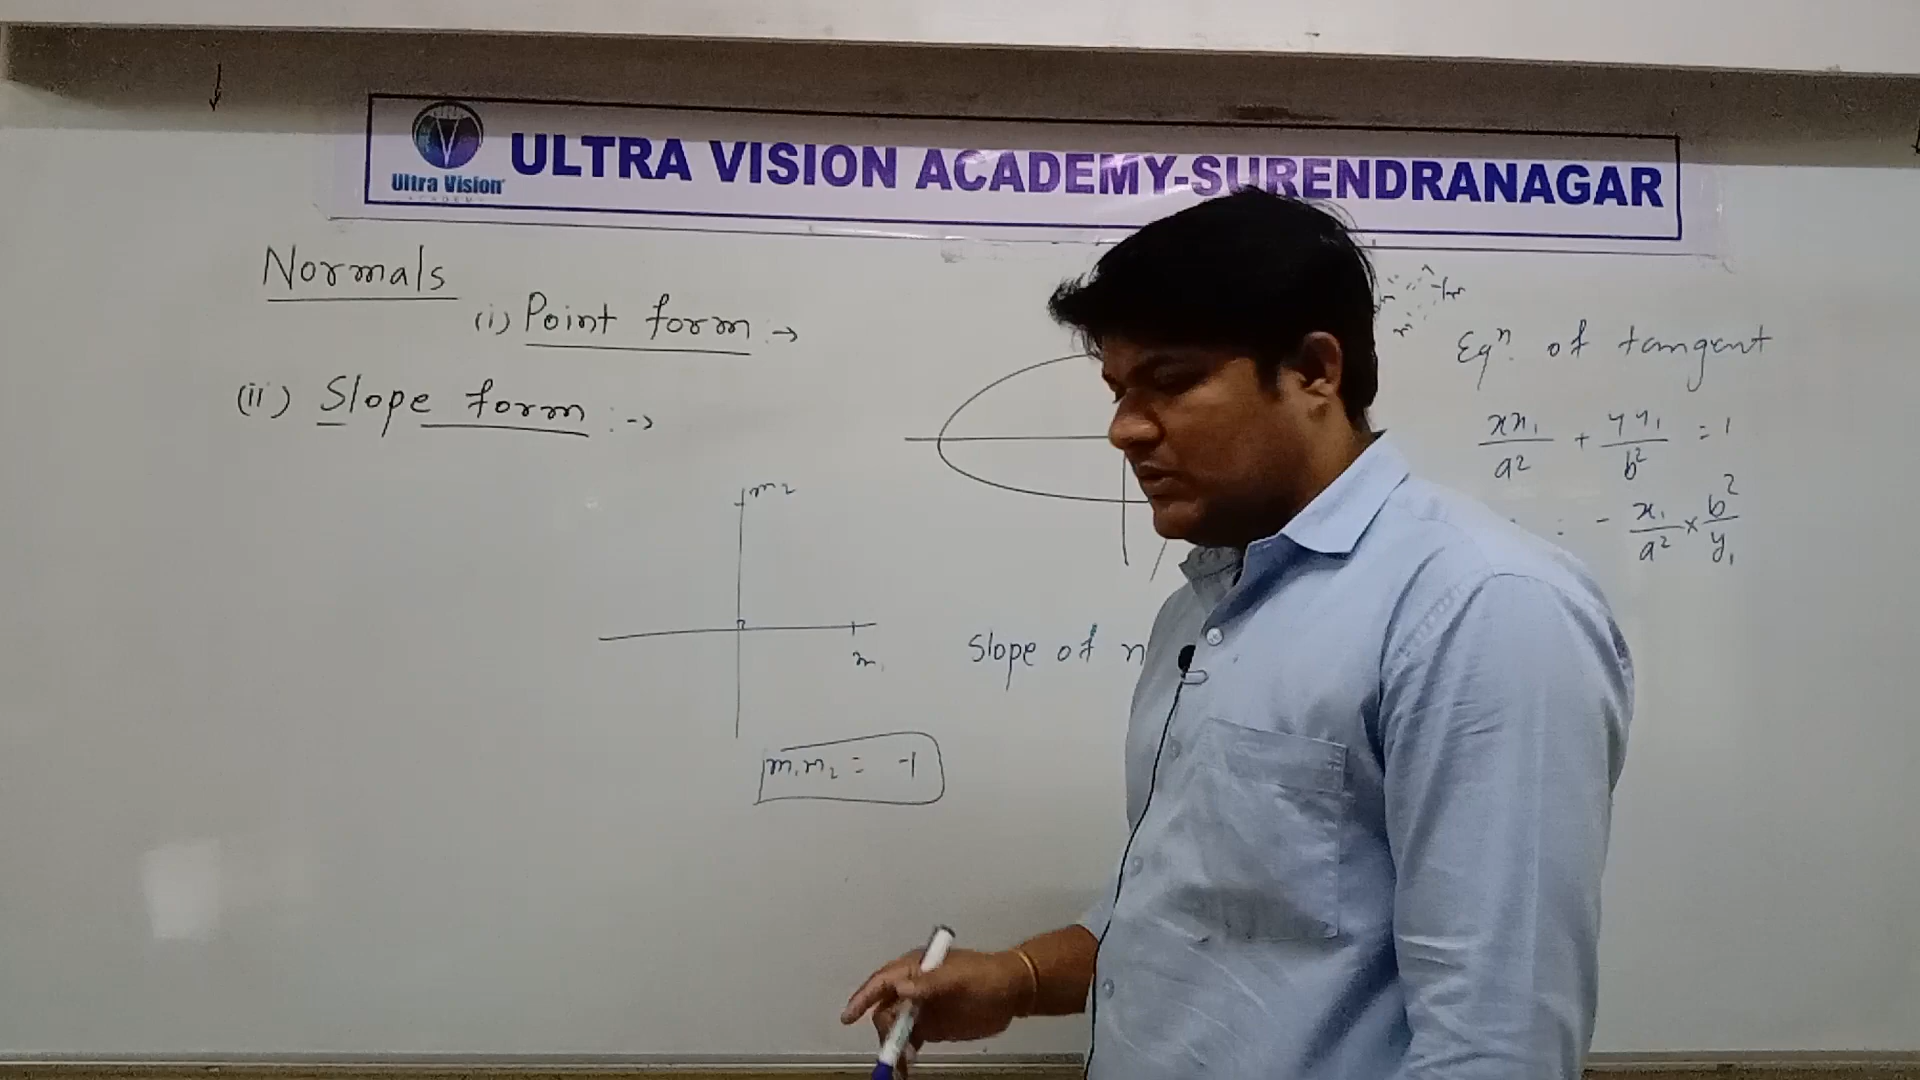 ULTRA VISION ACADEMY-SURENDRANAGAR
Ultra Vision
ACADEMY
Normals
(i) Point form :→
(ii) Slope form :→
Eqⁿ. of tangent
xx₁/a² + yy₁/b² = 1
= - x₁/a² × b²/y₁
m₂
m₁
Slope of n
m₁m₂ = -1